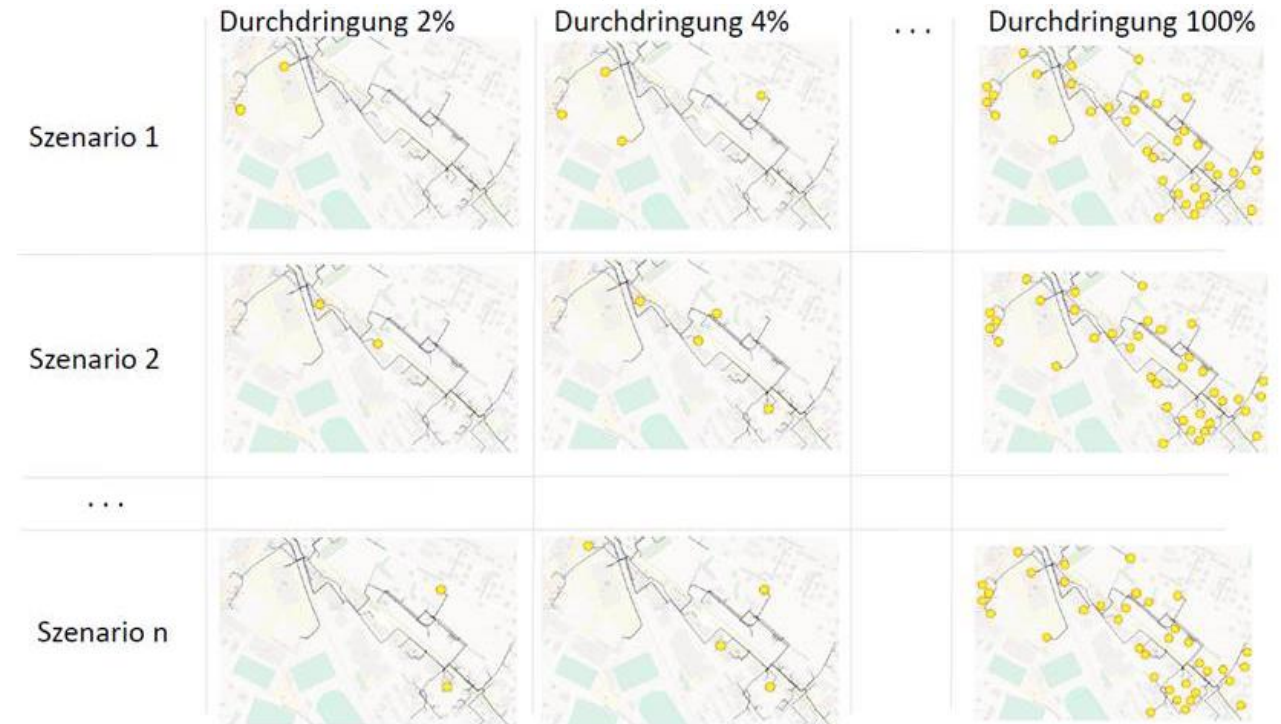 Durchdringung 2% Durchdringung 4% ... Durchdringung 100%
Szenario 1
Szenario 2
...
Szenario n